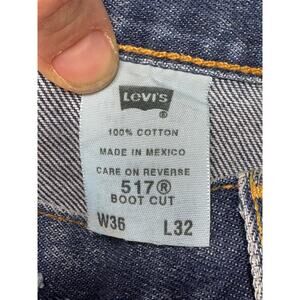 LEVI'S
®
100% COTTON
MADE IN MEXICO
CARE ON REVERSE
517®
BOOT CUT
W36 L32